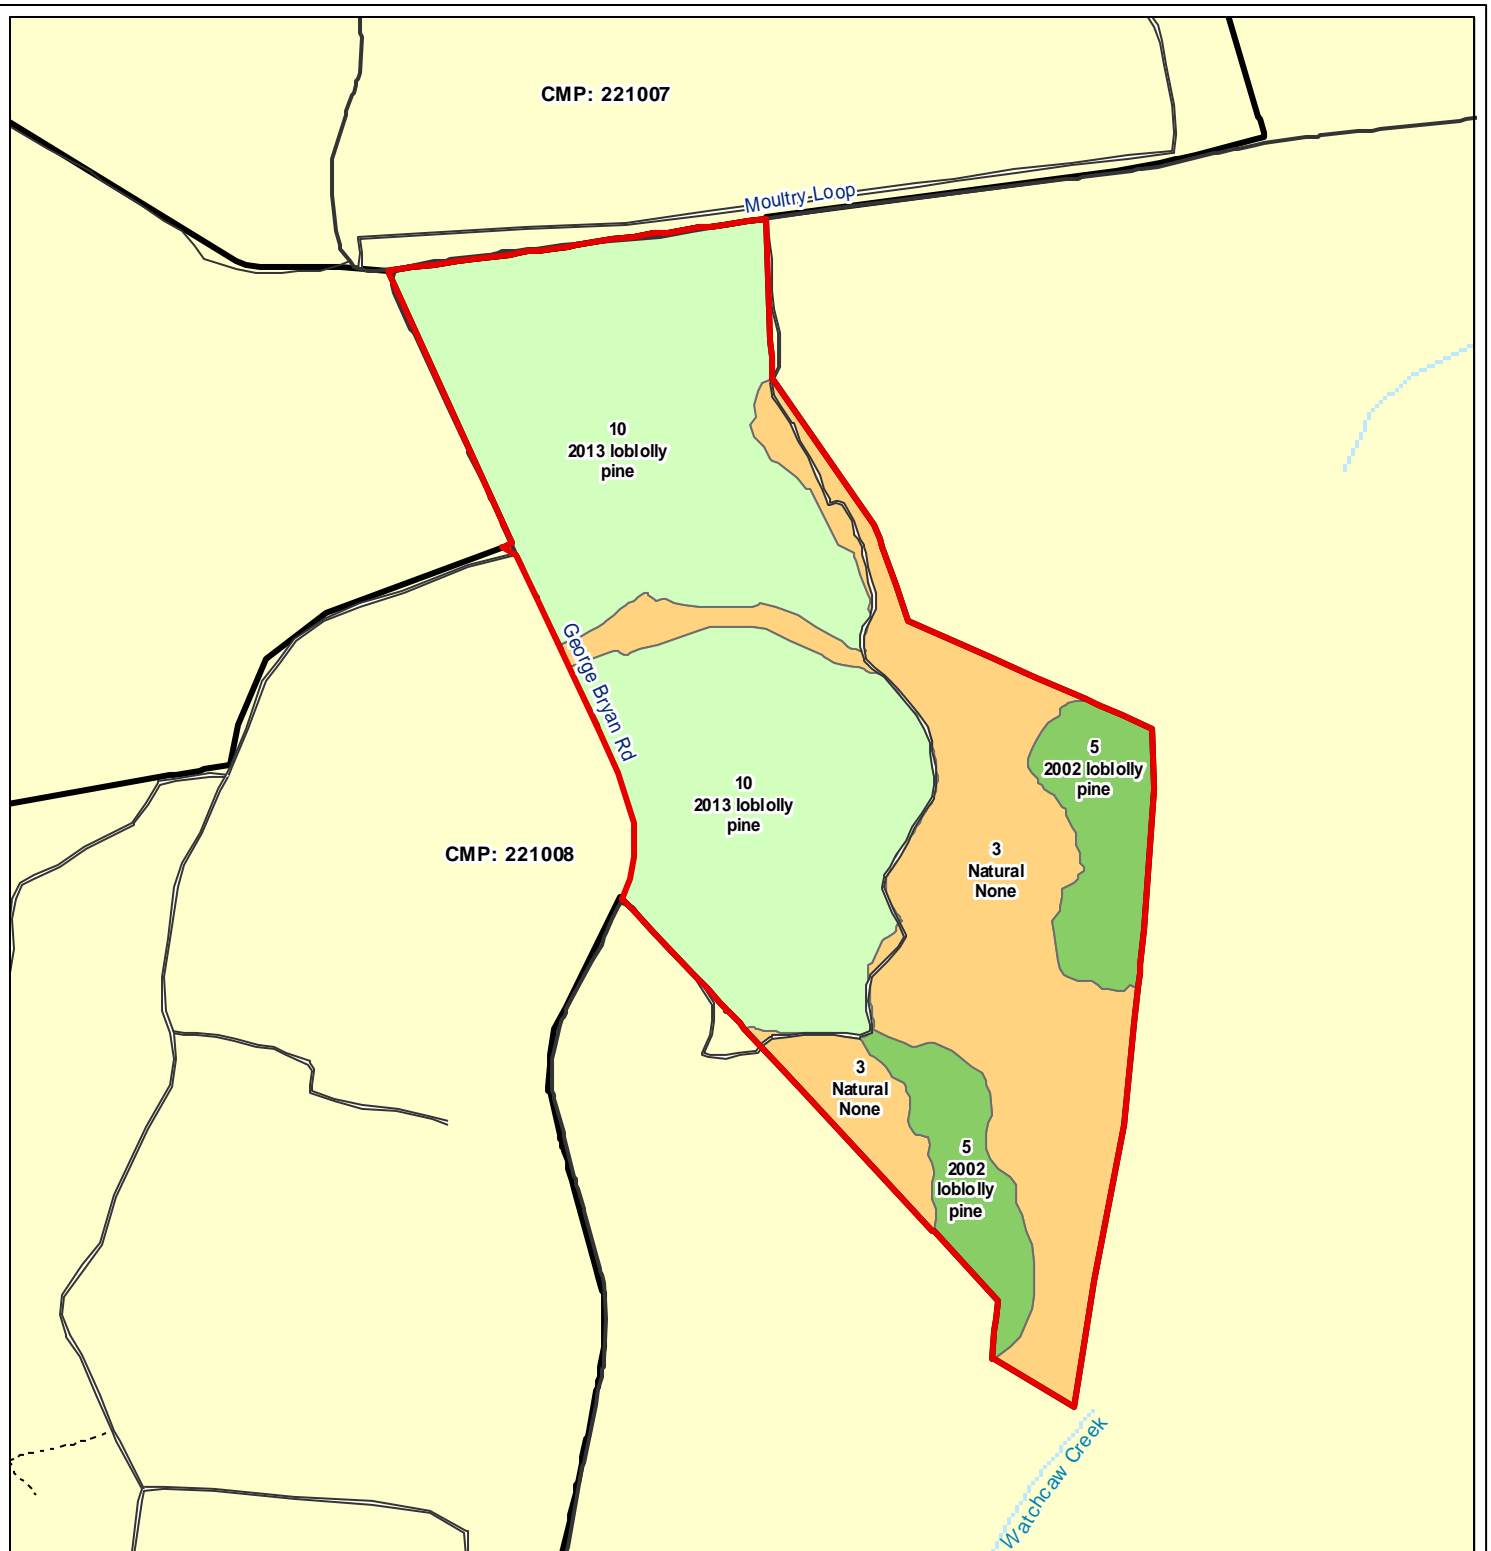 CMP: 221007
Moultry Loop
10
2013 loblolly
pine
George Bryan Rd
5
2002 loblolly
pine
10
2013 loblolly
pine
CMP: 221008
3
Natural
None
3
Natural
None
5
2002
loblolly
pine
Watchcaw Creek